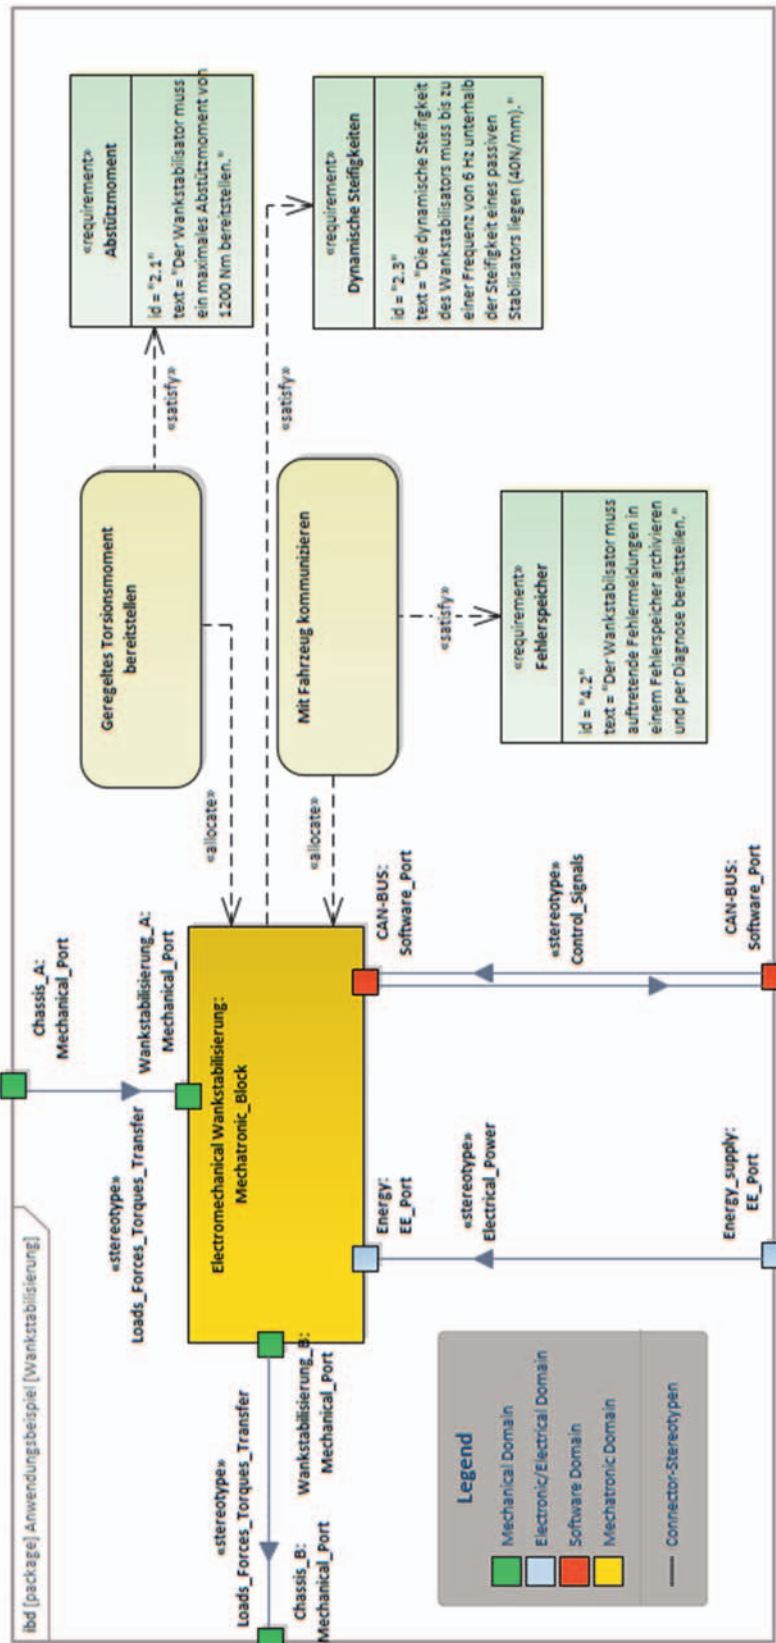 ibd [package] Anwendungsbeispiel [Wankstabilisierung]
Chassis_A:
Mechanical_Port
«stereotype»
Loads_Forces_Torques_Transfer
Wankstabilisierung_A:
Mechanical_Port
«stereotype»
Loads_Forces_Torques_Transfer
Chassis_B:
Mechanical_Port
Wankstabilisierung_B:
Mechanical_Port
Electromechanical Wankstabilisierung:
Mechatronic_Block
Energy:
EE_Port
«stereotype»
Electrical_Power
Energy_supply:
EE_Port
CAN-BUS:
Software_Port
«stereotype»
Control_Signals
CAN-BUS:
Software_Port
«allocate»
«allocate»
Geregeltes Torsionsmoment
bereitstellen
Mit Fahrzeug kommunizieren
«satisfy»
«satisfy»
«satisfy»
«requirement»
Abstützmoment
id = "2.1"
text = "Der Wankstabilisator muss
ein maximales Abstützmoment von
1200 Nm bereitstellen."
«requirement»
Dynamische Steifigkeiten
id = "2.3"
text = "Die dynamische Steifigkeit
des Wankstabilisators muss bis zu
einer Frequenz von 6 Hz unterhalb
der Steifigkeit eines passiven
Stabilisators liegen (40N/mm)."
«requirement»
Fehlerspeicher
id = "4.2"
text = "Der Wankstabilsator muss
auftretende Fehlermeldungen in
einem Fehlerspeicher archivieren
und per Diagnose bereitstellen."
Legend
Mechanical Domain
Electronic/Electrical Domain
Software Domain
Mechatronic Domain
Connector-Stereotypen